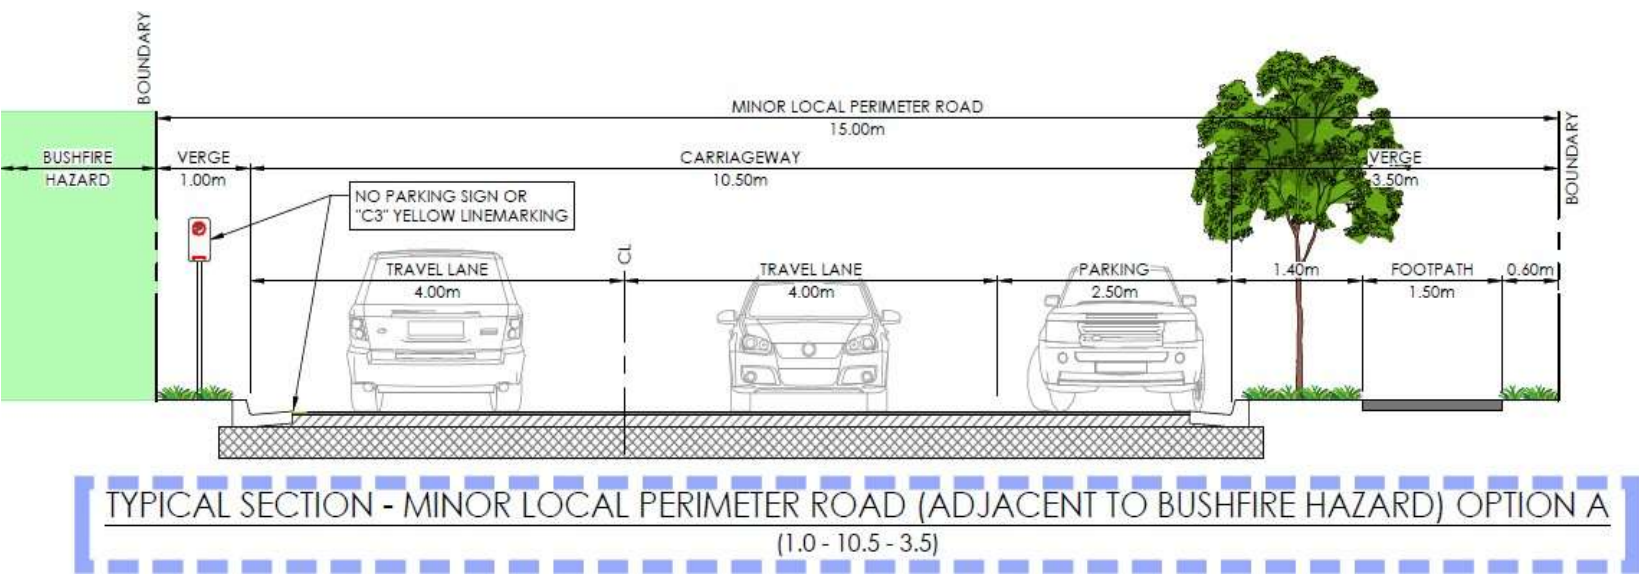 BOUNDARY
MINOR LOCAL PERIMETER ROAD
15.00m
BOUNDARY
BUSHFIRE
HAZARD
VERGE
1.00m
CARRIAGEWAY
10.50m
VERGE
3.50m
NO PARKING SIGN OR
"C3" YELLOW LINEMARKING
CL
TRAVEL LANE
4.00m
TRAVEL LANE
4.00m
PARKING
2.50m
1.40m
FOOTPATH
1.50m
0.60m
TYPICAL SECTION - MINOR LOCAL PERIMETER ROAD (ADJACENT TO BUSHFIRE HAZARD) OPTION A
(1.0 - 10.5 - 3.5)